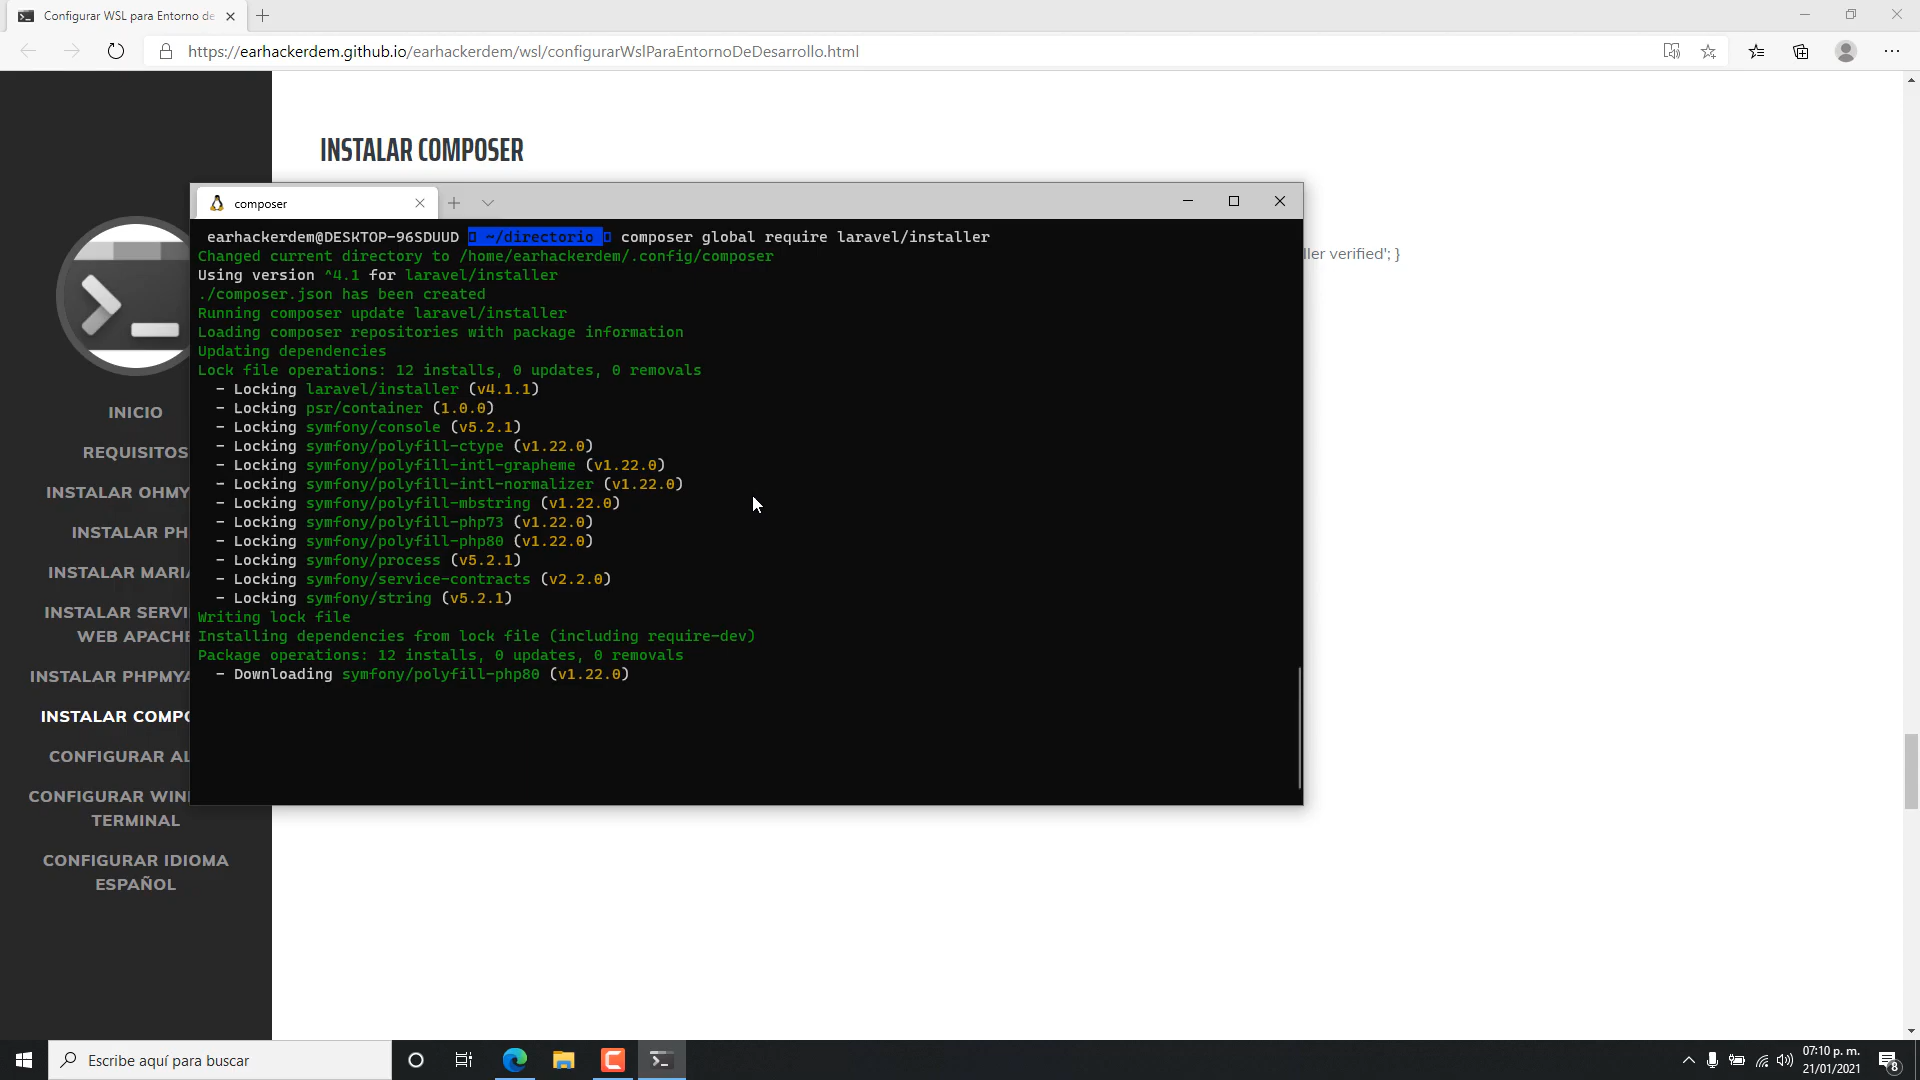 Configurar WSL para Entorno de
https://earhackerdem.github.io/earhackerdem/wsl/configurarWslParaEntornoDeDesarrollo.html
INSTALAR COMPOSER
ller verified'; }
INICIO
REQUISITOS
INSTALAR OHMY
INSTALAR PH
INSTALAR MARIA
INSTALAR SERVI
WEB APACHE
INSTALAR PHPMYA
INSTALAR COMPO
CONFIGURAR AL
CONFIGURAR WIN
TERMINAL
CONFIGURAR IDIOMA
ESPAÑOL
composer
earhackerdem@DESKTOP-96SDUUD ~/directorio composer global require laravel/installer
Changed current directory to /home/earhackerdem/.config/composer
Using version ^4.1 for laravel/installer
./composer.json has been created
Running composer update laravel/installer
Loading composer repositories with package information
Updating dependencies
Lock file operations: 12 installs, 0 updates, 0 removals
- Locking laravel/installer (v4.1.1)
- Locking psr/container (1.0.0)
- Locking symfony/console (v5.2.1)
- Locking symfony/polyfill-ctype (v1.22.0)
- Locking symfony/polyfill-intl-grapheme (v1.22.0)
- Locking symfony/polyfill-intl-normalizer (v1.22.0)
- Locking symfony/polyfill-mbstring (v1.22.0)
- Locking symfony/polyfill-php73 (v1.22.0)
- Locking symfony/polyfill-php80 (v1.22.0)
- Locking symfony/process (v5.2.1)
- Locking symfony/service-contracts (v2.2.0)
- Locking symfony/string (v5.2.1)
Writing lock file
Installing dependencies from lock file (including require-dev)
Package operations: 12 installs, 0 updates, 0 removals
- Downloading symfony/polyfill-php80 (v1.22.0)
Escribe aquí para buscar
07:10 p. m.
21/01/2021
8